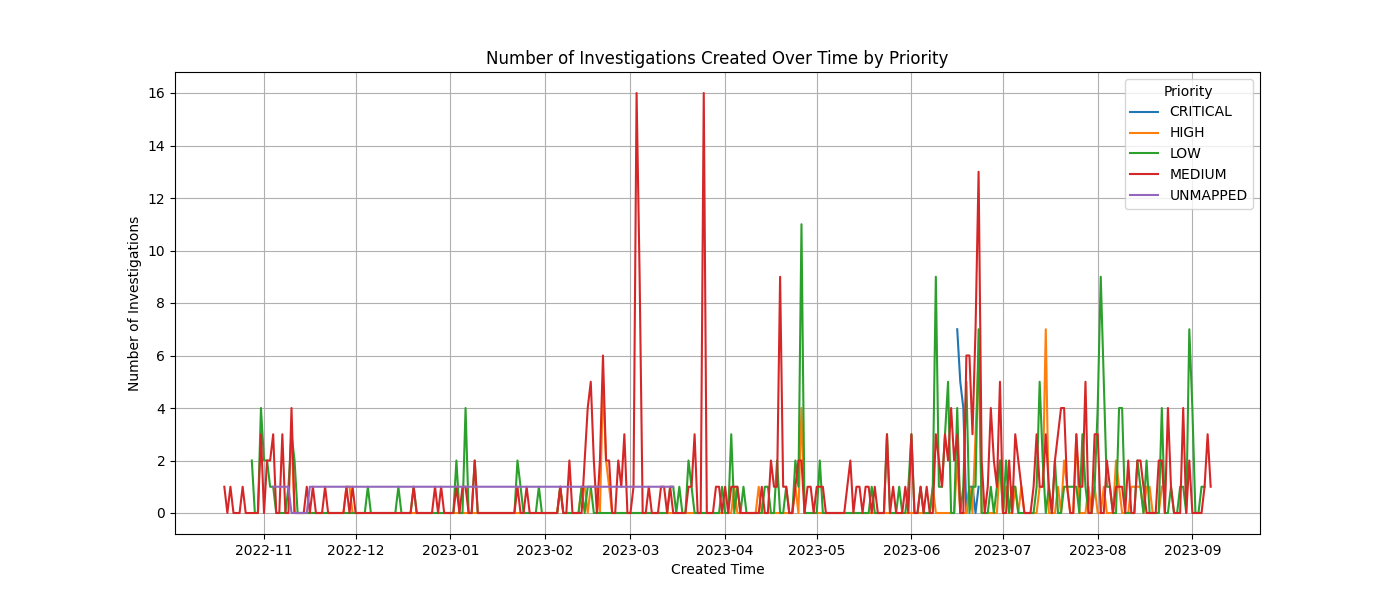 Number of Investigations Created Over Time by Priority
Number of Investigations
16
14
12
10
8
6
4
2
0
Priority
CRITICAL
HIGH
LOW
MEDIUM
UNMAPPED
2022-11 2022-12 2023-01 2023-02 2023-03 2023-04 2023-05 2023-06 2023-07 2023-08 2023-09
Created Time